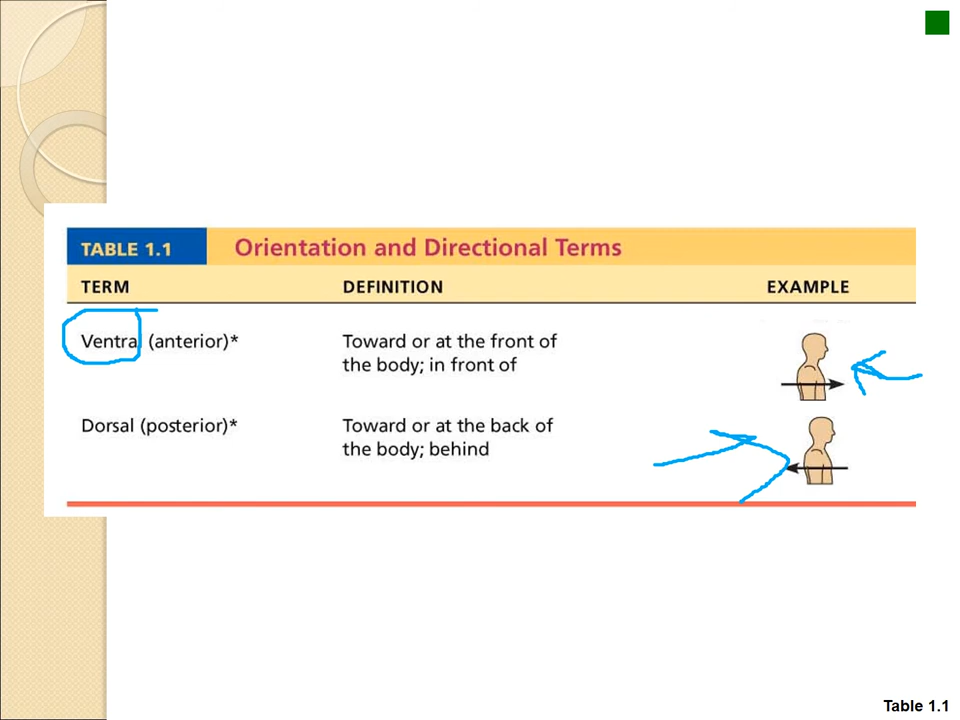 TABLE 1.1 Orientation and Directional Terms
TERM DEFINITION EXAMPLE
Ventral (anterior)* Toward or at the front of
the body; in front of
Dorsal (posterior)* Toward or at the back of
the body; behind
Table 1.1